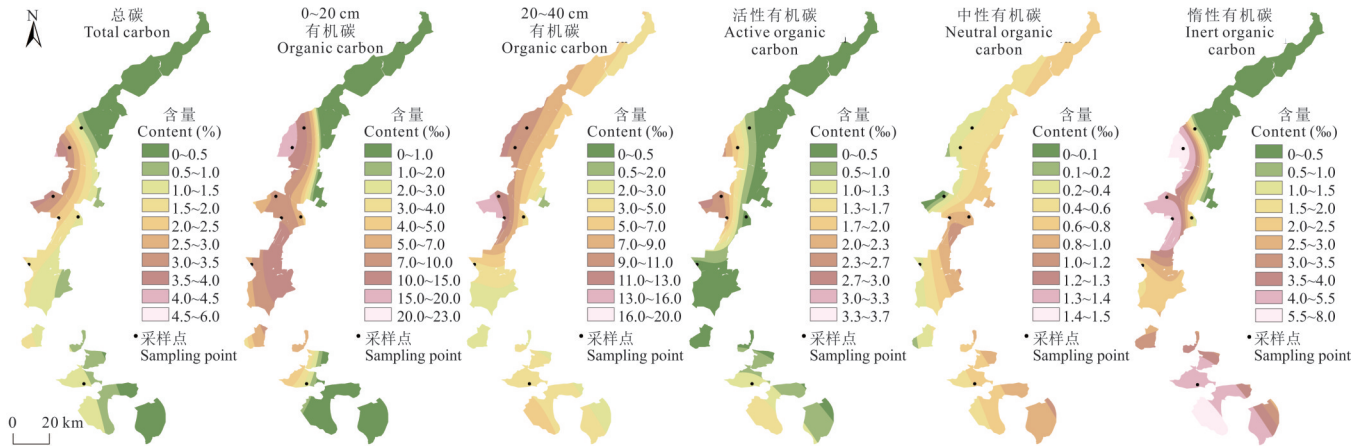 N
总碳
Total carbon
含量
Content (%)
0~0.5
0.5~1.0
1.0~1.5
1.5~2.0
2.0~2.5
2.5~3.0
3.0~3.5
3.5~4.0
4.0~4.5
4.5~6.0
采样点
Sampling point
0 20 km
0~20 cm
有机碳
Organic carbon
含量
Content (‰)
0~1.0
1.0~2.0
2.0~3.0
3.0~4.0
4.0~5.0
5.0~7.0
7.0~10.0
10.0~15.0
15.0~20.0
20.0~23.0
采样点
Sampling point
20~40 cm
有机碳
Organic carbon
含量
Content (‰)
0~0.5
0.5~2.0
2.0~3.0
3.0~5.0
5.0~7.0
7.0~9.0
9.0~11.0
11.0~13.0
13.0~16.0
16.0~20.0
采样点
Sampling point
活性有机碳
Active organic
carbon
含量
Content (‰)
0~0.5
0.5~1.0
1.0~1.3
1.3~1.7
1.7~2.0
2.0~2.3
2.3~2.7
2.7~3.0
3.0~3.3
3.3~3.7
采样点
Sampling point
中性有机碳
Neutral organic
carbon
含量
Content (‰)
0~0.1
0.1~0.2
0.2~0.4
0.4~0.6
0.6~0.8
0.8~1.0
1.0~1.2
1.2~1.3
1.3~1.4
1.4~1.5
采样点
Sampling point
惰性有机碳
Inert organic
carbon
含量
Content (‰)
0~0.5
0.5~1.0
1.0~1.5
1.5~2.0
2.0~2.5
2.5~3.0
3.0~3.5
3.5~4.0
4.0~5.5
5.5~8.0
采样点
Sampling point